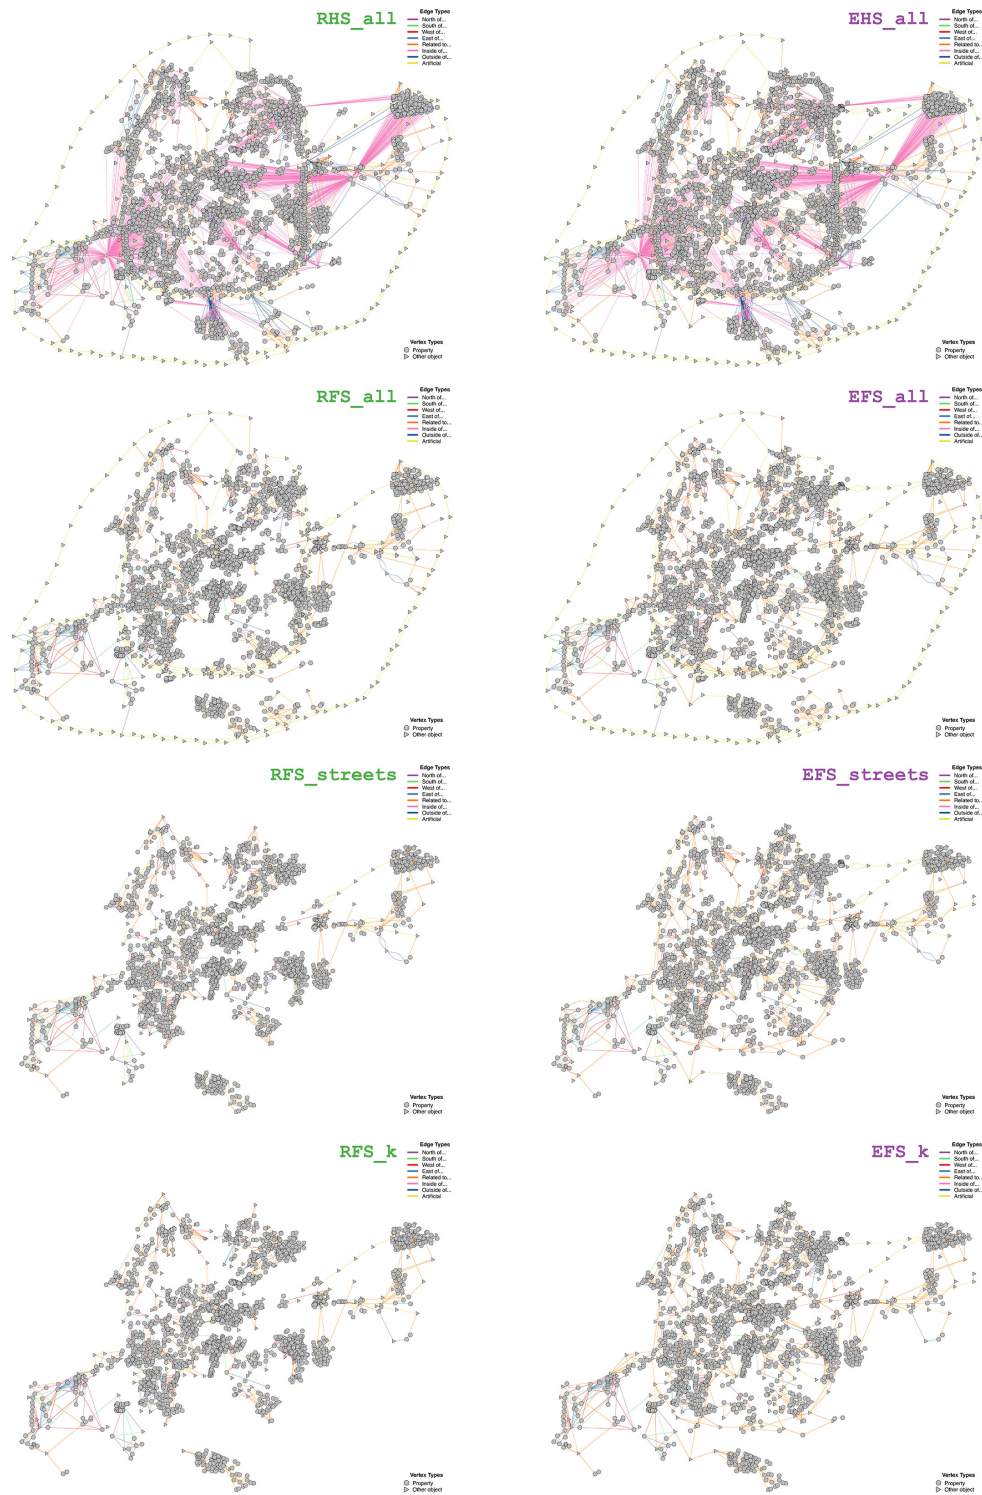 RHS_all
Edge Types
North of...
South of...
West of...
East of...
Related to...
Inside of...
Outside of...
Artificial
Vertex Types
Property
Other object
EHS_all
Edge Types
North of...
South of...
West of...
East of...
Related to..
Inside of...
Outside of..
Artificial
Vertex Types
Property
Other object
RFS_all
Edge Types
North of...
South of...
West of...
East of...
Related to...
Inside of...
Outside of...
Artificial
Vertex Types
Property
Other object
EFS_all
Edge Types
North of...
South of...
West of...
East of...
Related to..
Inside of...
Outside of..
Artificial
Vertex Types
Property
Other object
RFS_streets
Edge Types
North of...
South of...
West of...
East of...
Related to...
Inside of...
Outside of...
Artificial
Vertex Types
Property
Other object
EFS_streets
Edge Types
North of...
South of...
West of...
East of...
Related to..
Inside of...
Outside of..
Artificial
Vertex Types
Property
Other object
RFS_k
Edge Types
North of...
South of...
West of...
East of...
Related to...
Inside of...
Outside of...
Artificial
Vertex Types
Property
Other object
EFS_k
Edge Types
North of...
South of...
West of...
East of...
Related to..
Inside of...
Outside of..
Artificial
Vertex Types
Property
Other object